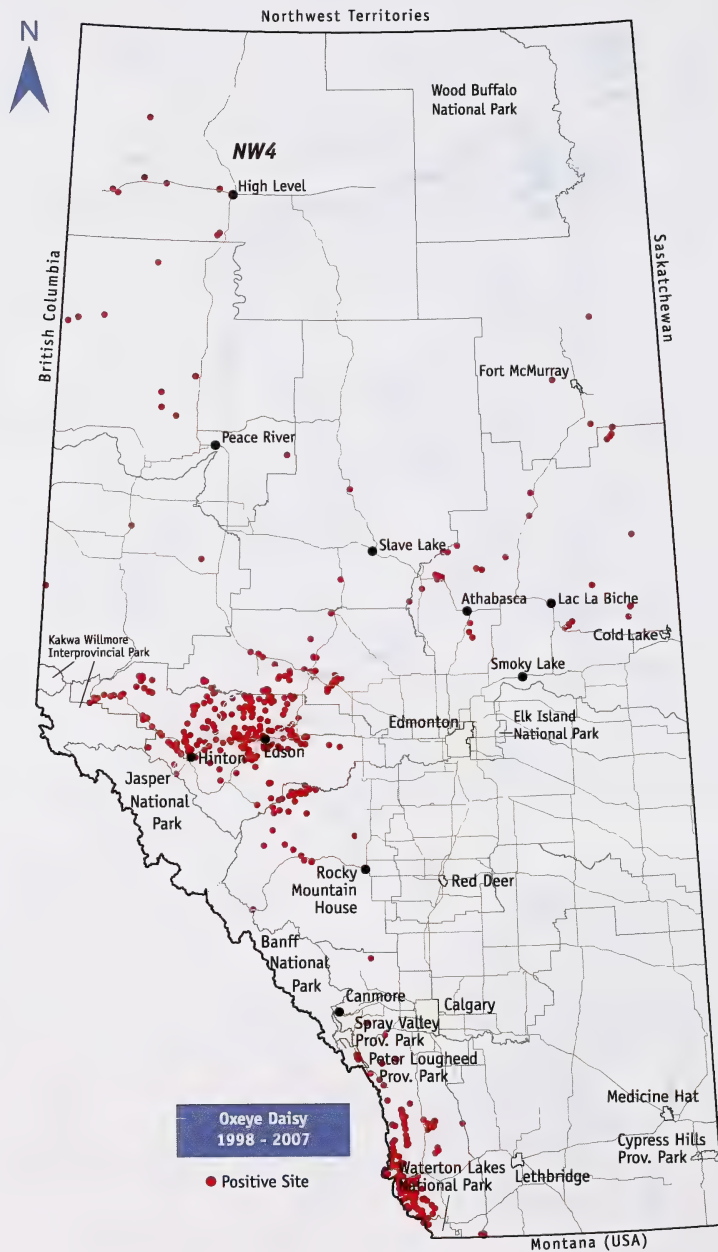 Northwest Territories
N
Wood Buffalo
National Park
NW4
High Level
British Columbia
Saskatchewan
Fort McMurray
Peace River
Slave Lake
Athabasca
Lac La Biche
Cold Lake
Kakwa Willmore
Interprovincial Park
Smoky Lake
Edmonton
Elk Island
National Park
Hinton
Edson
Jasper
National
Park
Rocky
Mountain
House
Red Deer
Banff
National
Park
Canmore
Calgary
Spray Valley
Prov. Park
Peter Lougheed
Prov. Park
Medicine Hat
Oxeye Daisy
1998 - 2007
Cypress Hills
Prov. Park
Positive Site
Waterton Lakes
National Park
Lethbridge
Montana (USA)